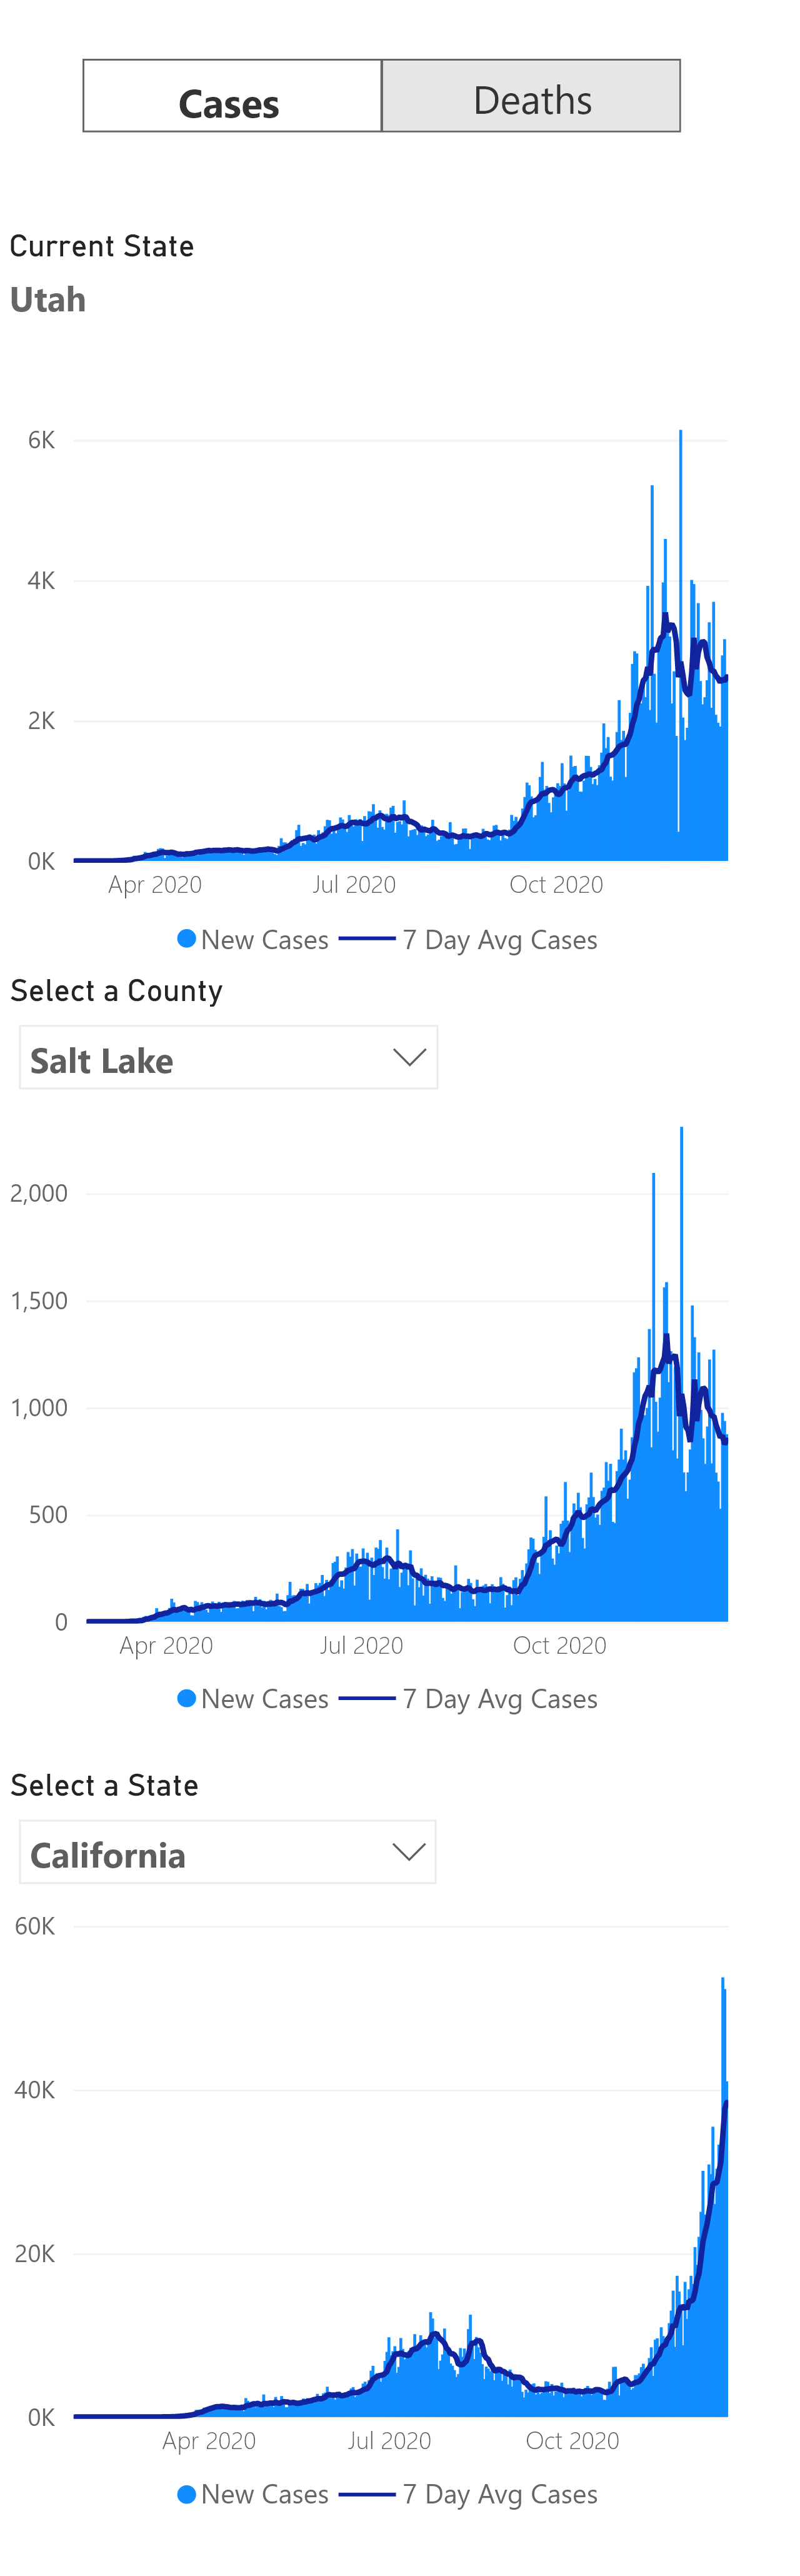 Cases Deaths
Current State
Utah
6K
4K
2K
0K
Apr 2020 Jul 2020 Oct 2020
New Cases 7 Day Avg Cases
Select a County
Salt Lake
2,000
1,500
1,000
500
0
Apr 2020 Jul 2020 Oct 2020
New Cases 7 Day Avg Cases
Select a State
California
60K
40K
20K
0K
Apr 2020 Jul 2020 Oct 2020
New Cases 7 Day Avg Cases